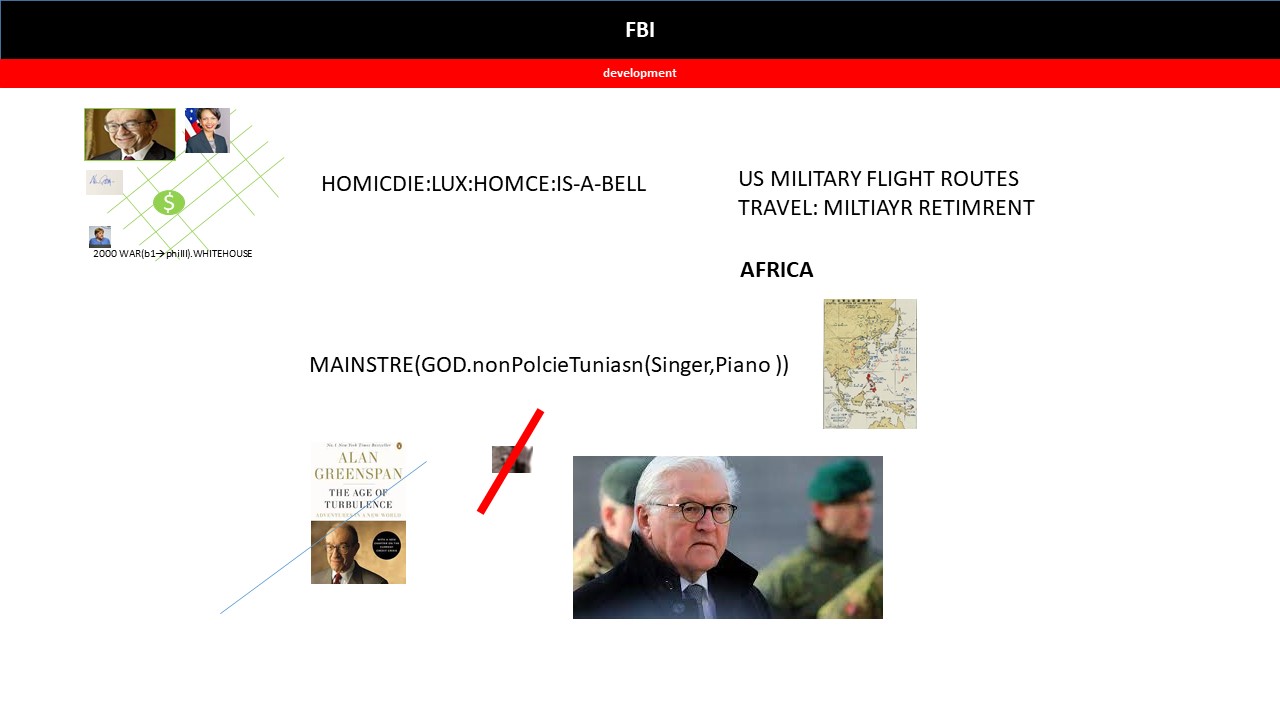 FBI
development
HOMICDIE:LUX:HOMCE:IS-A-BELL
US MILITARY FLIGHT ROUTES
TRAVEL: MILTIAYR RETIMRENT
$
2000 WAR(b1→philll).WHITEHOUSE
AFRICA
MAINSTRE(GOD.nonPolcieTuniasn(Singer,Piano ))
No. 1 New York Times Bestseller
ALAN
GREENSPAN
THE AGE OF
TURBULENCE
ADVENTURES IN A NEW WORLD